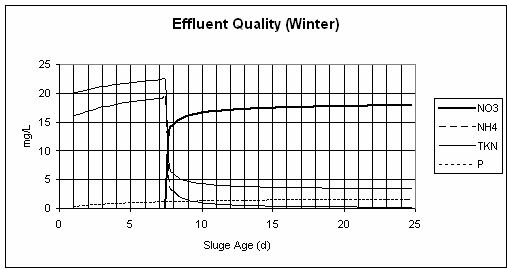 Effluent Quality (Winter)
25
20
15
10
5
0
mg/L
0 5 10 15 20 25
Sluge Age (d)
NO3
NH4
TKN
P